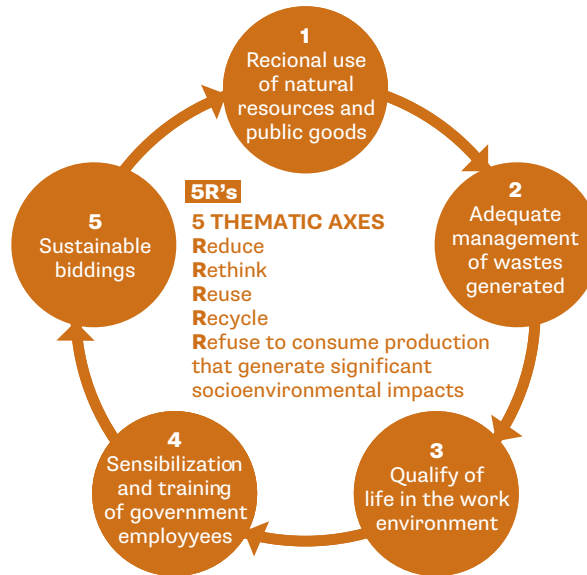 1
Recional use
of natural
resources and
public goods
2
Adequate
management
of wastes
generated
3
Qualify of
life in the work
environment
4
Sensibilization
and training
of government
employyees
5
Sustainable
biddings
5R's
5 THEMATIC AXES
Reduce
Rethink
Reuse
Recycle
Refuse to consume production
that generate significant
socioenvironmental impacts